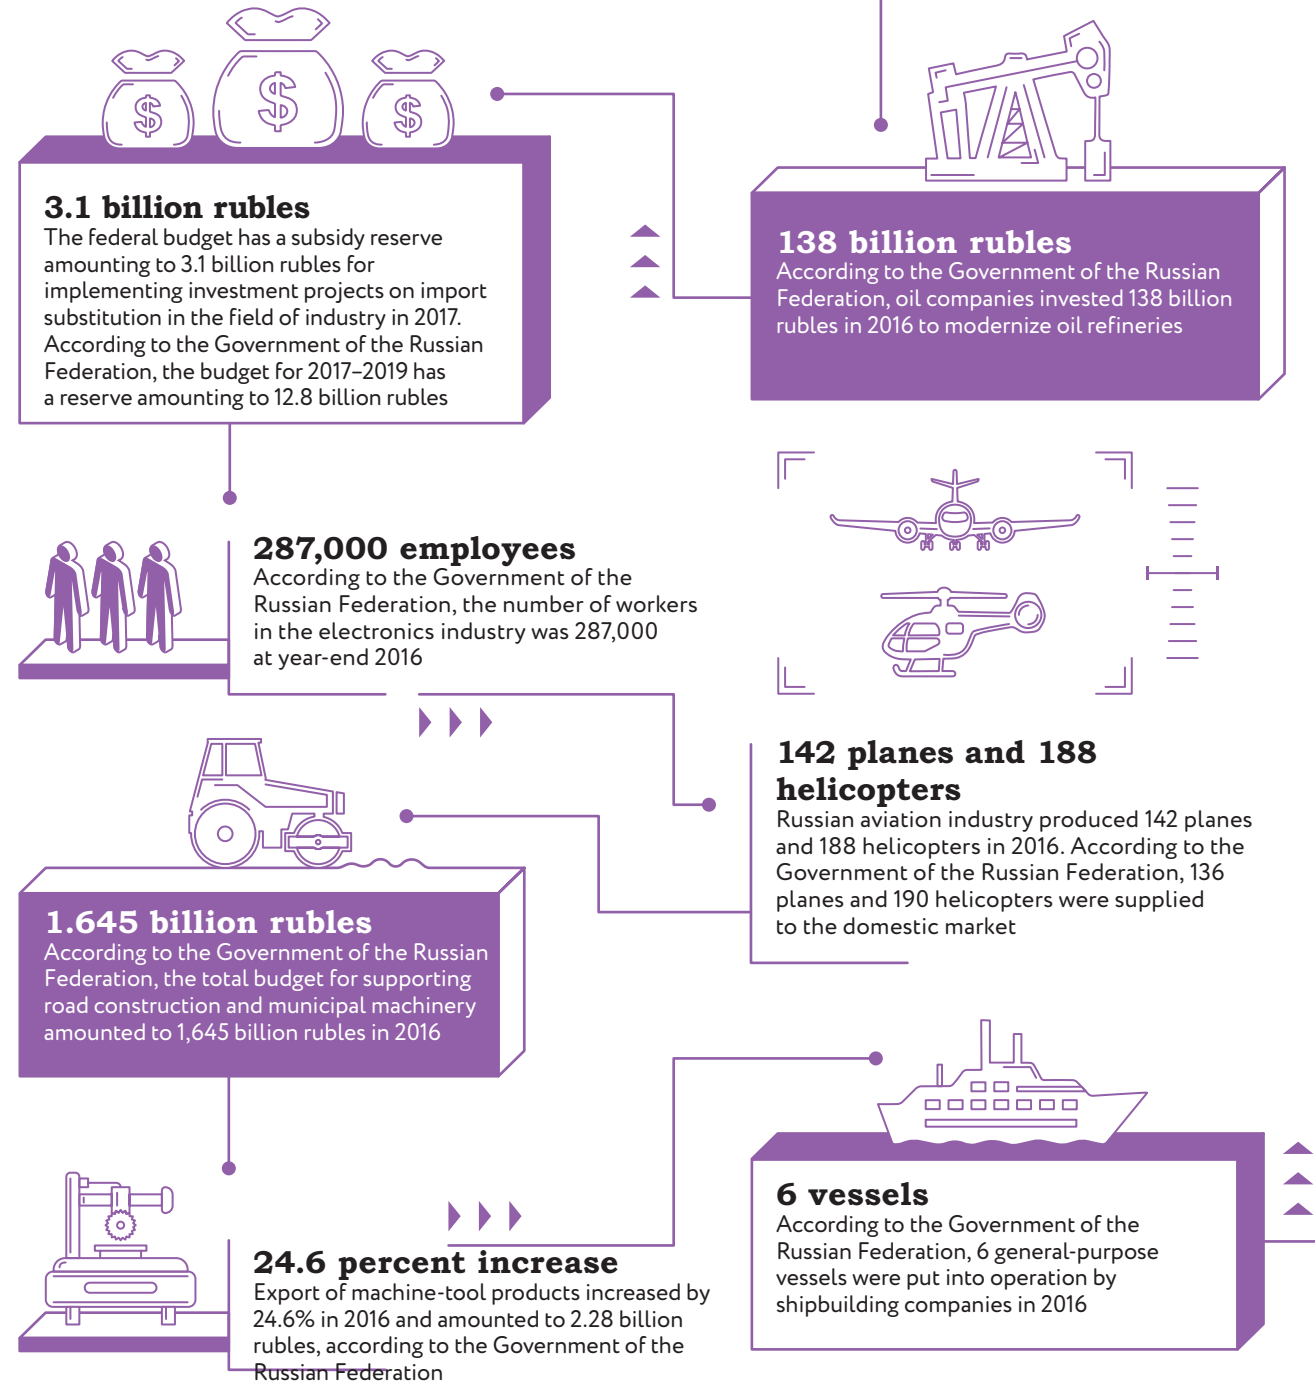 $
$
$
3.1 billion rubles
The federal budget has a subsidy reserve
amounting to 3.1 billion rubles for
implementing investment projects on import
substitution in the field of industry in 2017.
According to the Government of the Russian
Federation, the budget for 2017–2019 has
a reserve amounting to 12.8 billion rubles
138 billion rubles
According to the Government of the Russian
Federation, oil companies invested 138 billion
rubles in 2016 to modernize oil refineries
287,000 employees
According to the Government of the
Russian Federation, the number of workers
in the electronics industry was 287,000
at year-end 2016
142 planes and 188
helicopters
Russian aviation industry produced 142 planes
and 188 helicopters in 2016. According to the
Government of the Russian Federation, 136
planes and 190 helicopters were supplied
to the domestic market
1.645 billion rubles
According to the Government of the Russian
Federation, the total budget for supporting
road construction and municipal machinery
amounted to 1,645 billion rubles in 2016
24.6 percent increase
Export of machine-tool products increased by
24.6% in 2016 and amounted to 2.28 billion
rubles, according to the Government of the
Russian Federation
6 vessels
According to the Government of the
Russian Federation, 6 general-purpose
vessels were put into operation by
shipbuilding companies in 2016